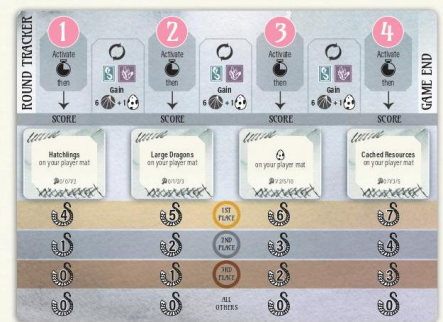 ROUND TRACKER
1
2
3
4
Activate
then
Activate
then
Activate
then
Activate
then
Gain
6 + 1
Gain
6 + 1
Gain
6 + 1
GAME END
SCORE
SCORE
SCORE
SCORE
Hatchlings
on your player mat
Large Dragons
on your player mat
on your player mat
Cached Resources
on your player mat
4
5
1ST
PLACE
6
7
1
2
2ND
PLACE
3
4
0
1
3RD
PLACE
2
3
0
0
ALL
OTHERS
0
0